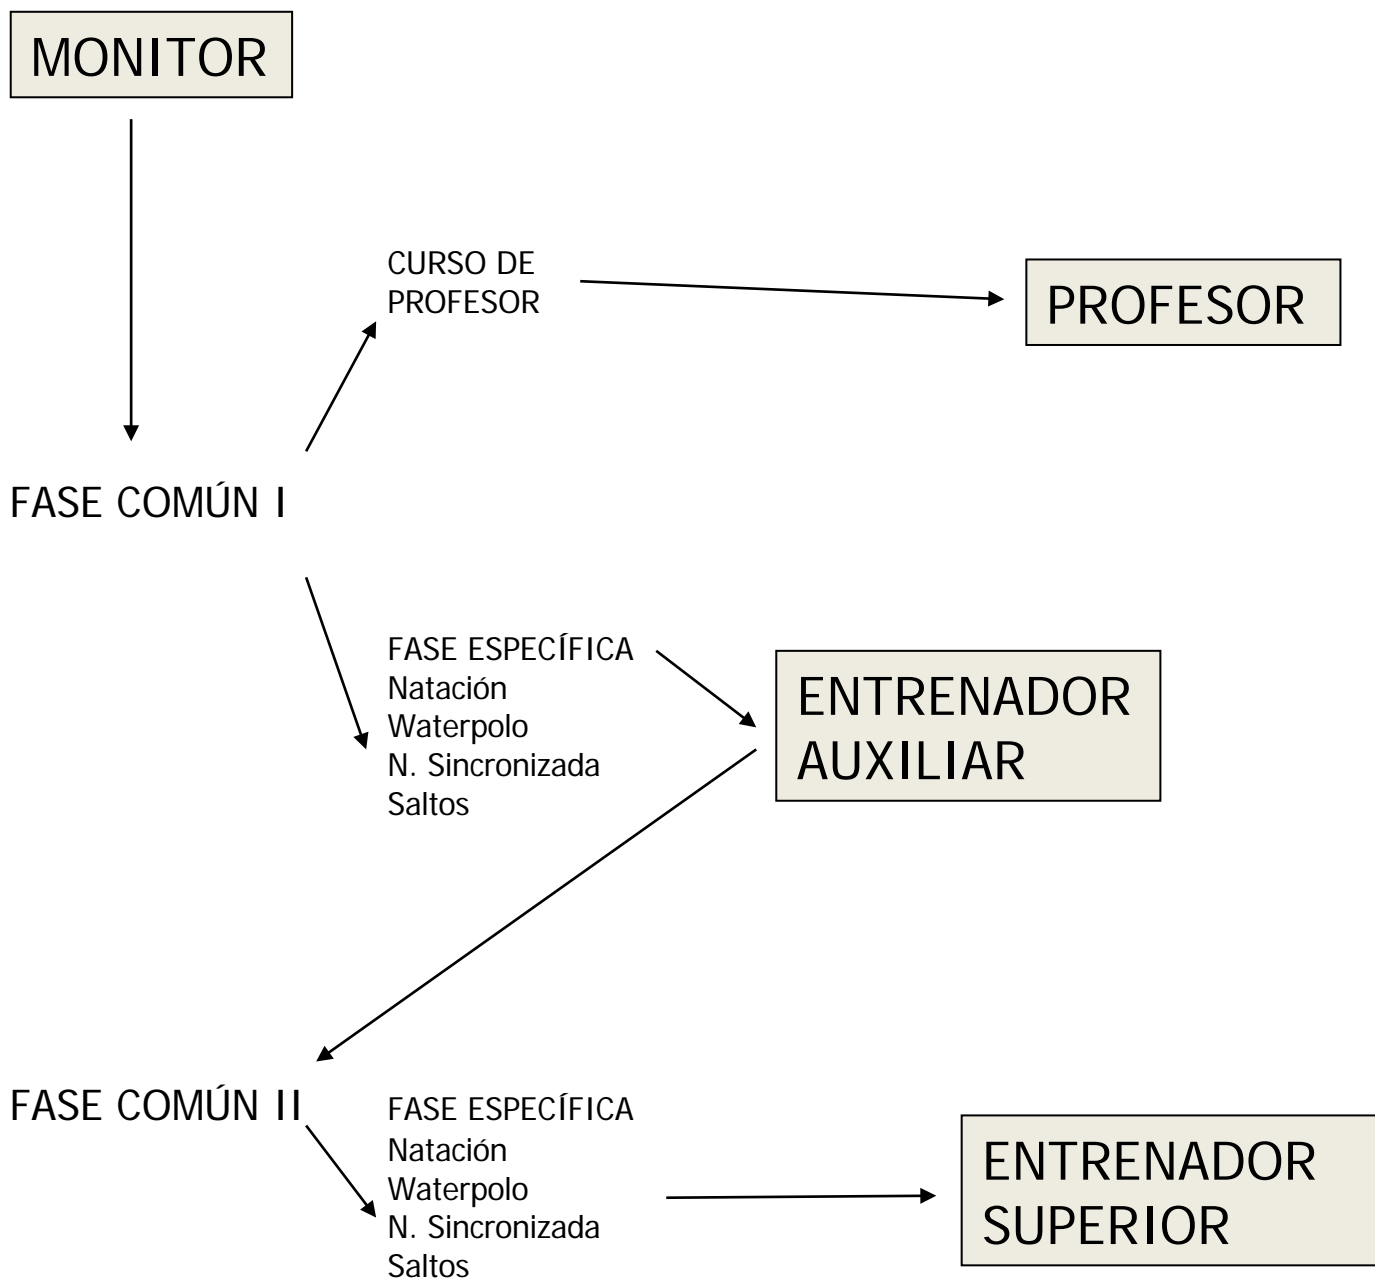 MONITOR
CURSO DE
PROFESOR
PROFESOR
FASE COMÚN I
FASE ESPECÍFICA
Natación
Waterpolo
N. Sincronizada
Saltos
ENTRENADOR
AUXILIAR
FASE COMÚN II
FASE ESPECÍFICA
Natación
Waterpolo
N. Sincronizada
Saltos
ENTRENADOR
SUPERIOR